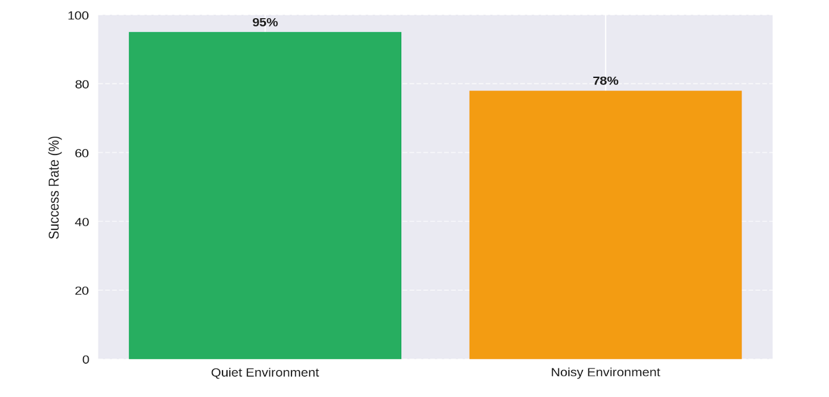 100
95%
80
78%
60
Success Rate (%)
40
20
0
Quiet Environment
Noisy Environment